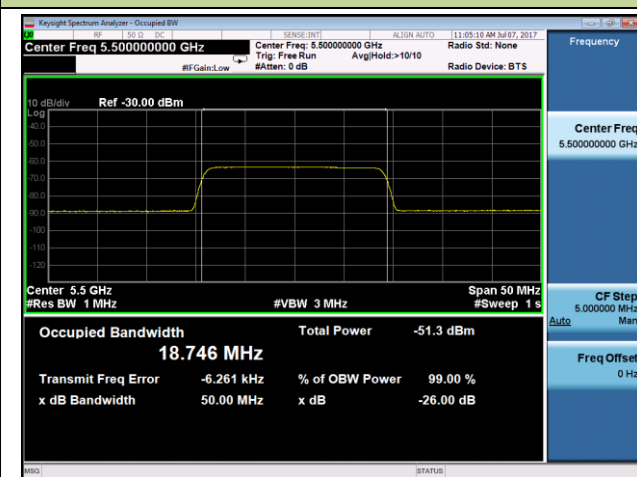 Keysight Spectrum Analyzer - Occupied BW
RF 50 Ω DC SENSE:INT ALIGN AUTO 11:05:10 AM Jul 07, 2017
Center Freq 5.500000000 GHz
Center Freq: 5.500000000 GHz Radio Std: None
Trig: Free Run Avg|Hold:>10/10
#IFGain:Low #Atten: 0 dB Radio Device: BTS
Frequency
10 dB/div Ref -30.00 dBm
Log
-40.0
-50.0
-60.0
-70.0
-80.0
-90.0
-100
-110
-120
Center 5.5 GHz Span 50 MHz
#Res BW 1 MHz #VBW 3 MHz #Sweep 1 s
Occupied Bandwidth Total Power -51.3 dBm
18.746 MHz
Transmit Freq Error -6.261 kHz % of OBW Power 99.00 %
x dB Bandwidth 50.00 MHz x dB -26.00 dB
Center Freq
5.500000000 GHz
CF Step
5.000000 MHz
Auto Man
Freq Offset
0 Hz
MSG STATUS